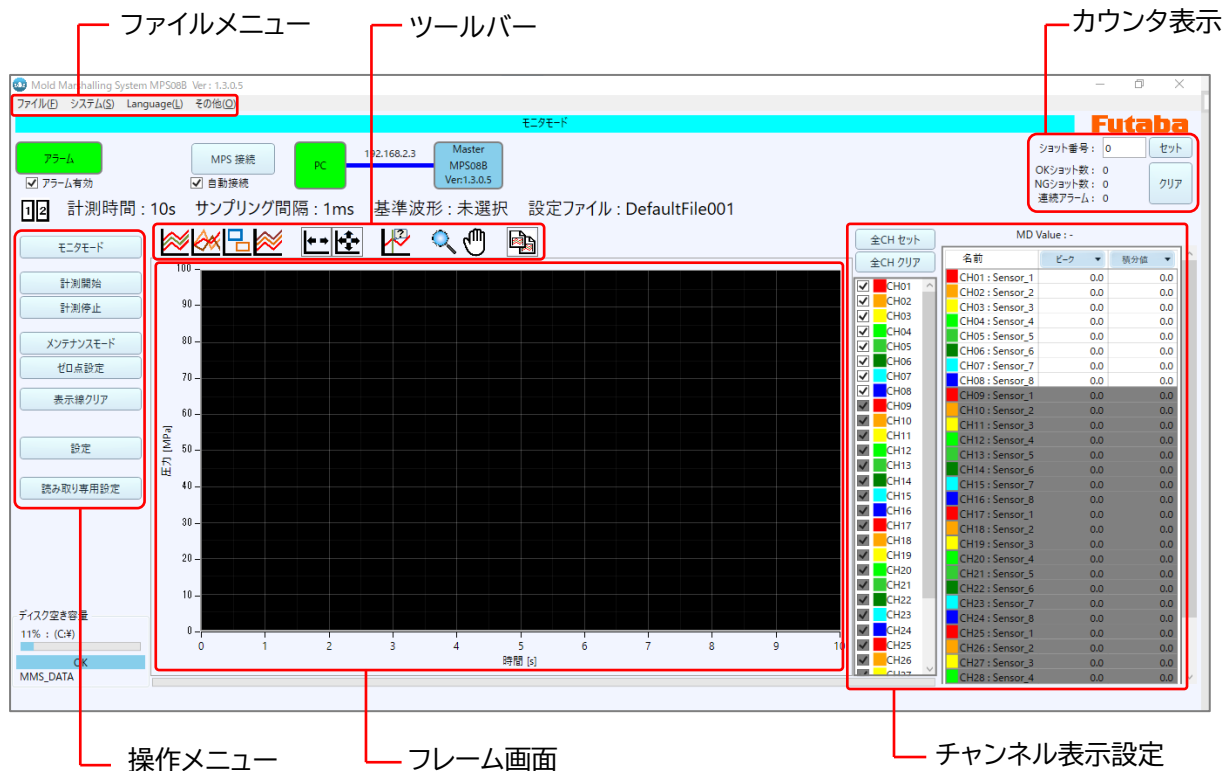 ファイルメニュー
ツールバー
カウンタ表示
Mold Marshalling System MPS08B Ver : 1.3.0.5
ファイル(F) システム(S) Language(L) その他(O)
モニタモード
Futaba
アラーム
アラーム有効
MPS 接続
自動接続
PC
192.168.2.3
Master
MPS08B
Ver:1.3.0.5
ショット番号 : 0 セット
OKショット数 : 0
NGショット数 : 0
連続アラーム : 0
クリア
1 2 計測時間 : 10s サンプリング間隔 : 1ms 基準波形 : 未選択 設定ファイル : DefaultFile001
モニタモード
計測開始
計測停止
メンテナンスモード
ゼロ点設定
表示線クリア
設定
読み取り専用設定
ディスク空き容量
11% : (C:¥)
OK
MMS_DATA
圧力 [MPa]
100
90
80
70
60
50
40
30
20
10
0
0 1 2 3 4 5 6 7 8 9 10
時間 [s]
全CH セット
全CH クリア
CH01
CH02
CH03
CH04
CH05
CH06
CH07
CH08
CH09
CH10
CH11
CH12
CH13
CH14
CH15
CH16
CH17
CH18
CH19
CH20
CH21
CH22
CH23
CH24
CH25
CH26
CH27
MD Value : -
名前 ピーク 積分値
CH01 : Sensor_1 0.0 0.0
CH02 : Sensor_2 0.0 0.0
CH03 : Sensor_3 0.0 0.0
CH04 : Sensor_4 0.0 0.0
CH05 : Sensor_5 0.0 0.0
CH06 : Sensor_6 0.0 0.0
CH07 : Sensor_7 0.0 0.0
CH08 : Sensor_8 0.0 0.0
CH09 : Sensor_1 0.0 0.0
CH10 : Sensor_2 0.0 0.0
CH11 : Sensor_3 0.0 0.0
CH12 : Sensor_4 0.0 0.0
CH13 : Sensor_5 0.0 0.0
CH14 : Sensor_6 0.0 0.0
CH15 : Sensor_7 0.0 0.0
CH16 : Sensor_8 0.0 0.0
CH17 : Sensor_1 0.0 0.0
CH18 : Sensor_2 0.0 0.0
CH19 : Sensor_3 0.0 0.0
CH20 : Sensor_4 0.0 0.0
CH21 : Sensor_5 0.0 0.0
CH22 : Sensor_6 0.0 0.0
CH23 : Sensor_7 0.0 0.0
CH24 : Sensor_8 0.0 0.0
CH25 : Sensor_1 0.0 0.0
CH26 : Sensor_2 0.0 0.0
CH27 : Sensor_3 0.0 0.0
CH28 : Sensor_4 0.0 0.0
操作メニュー
フレーム画面
チャンネル表示設定